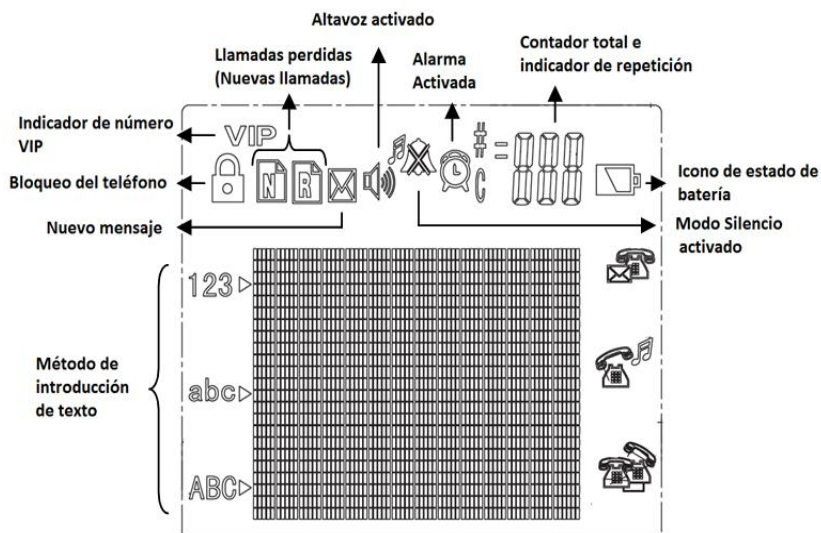 Altavoz activado
Llamadas perdidas
(Nuevas llamadas)
Alarma
Activada
Contador total e
indicador de repetición
Indicador de número
VIP
VIP
Bloqueo del teléfono
N R
# = 888
C
Icono de estado de
batería
Nuevo mensaje
Modo Silencio
activado
123
Método de
introducción
de texto
abc
ABC